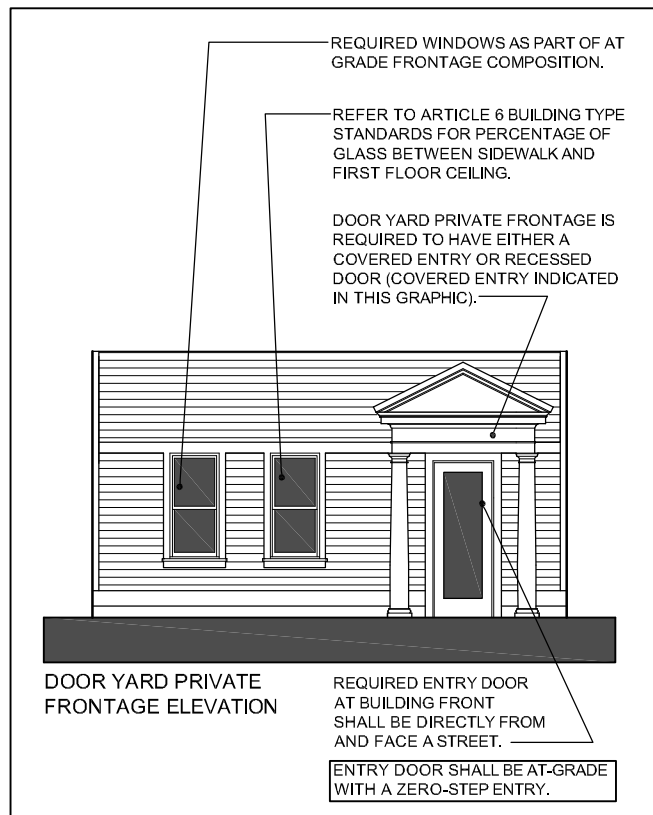 REQUIRED WINDOWS AS PART OF AT
GRADE FRONTAGE COMPOSITION.
REFER TO ARTICLE 6 BUILDING TYPE
STANDARDS FOR PERCENTAGE OF
GLASS BETWEEN SIDEWALK AND
FIRST FLOOR CEILING.
DOOR YARD PRIVATE FRONTAGE IS
REQUIRED TO HAVE EITHER A
COVERED ENTRY OR RECESSED
DOOR (COVERED ENTRY INDICATED
IN THIS GRAPHIC).
DOOR YARD PRIVATE
FRONTAGE ELEVATION
REQUIRED ENTRY DOOR
AT BUILDING FRONT
SHALL BE DIRECTLY FROM
AND FACE A STREET.
ENTRY DOOR SHALL BE AT-GRADE
WITH A ZERO-STEP ENTRY.